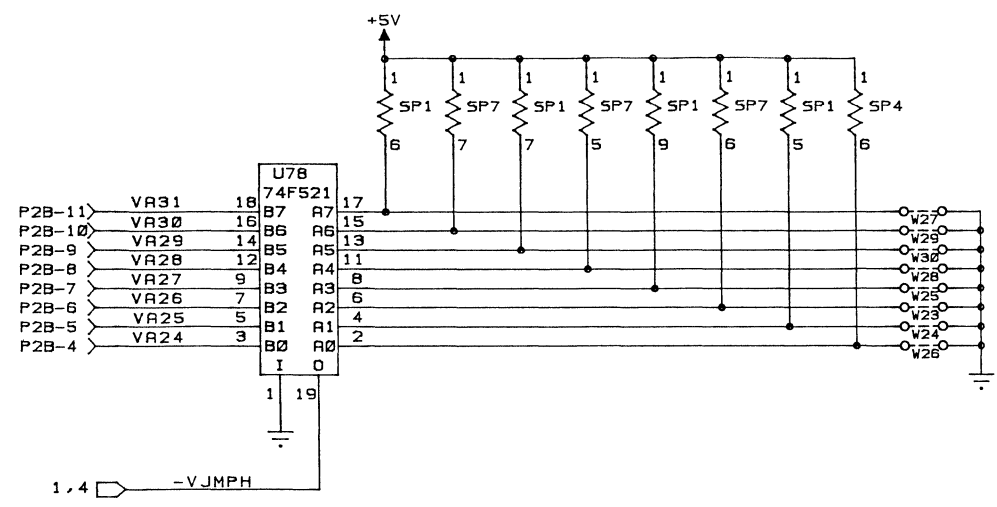 +5V
1 1 1 1 1 1 1 1
SP1 SP7 SP1 SP7 SP1 SP7 SP1 SP4
6 7 7 5 9 6 5 6
U78
74F521
P2B-11 VA31 18 B7 A7 17 W27
P2B-10 VA30 16 B6 A6 15 W29
P2B-9 VA29 14 B5 A5 13 W30
P2B-8 VA28 12 B4 A4 11 W28
P2B-7 VA27 9 B3 A3 8 W25
P2B-6 VA26 7 B2 A2 6 W23
P2B-5 VA25 5 B1 A1 4 W24
P2B-4 VA24 3 B0 A0 2 W26
I O
1 19
1,4 -VJMPH